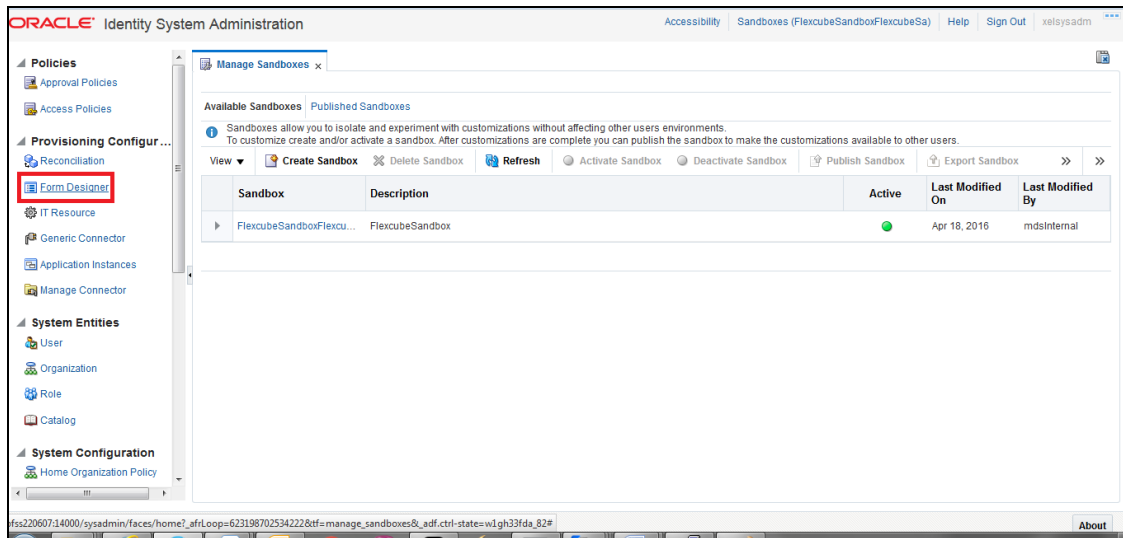 ORACLE® Identity System Administration
Accessibility Sandboxes (FlexcubeSandboxFlexcubeSa) Help Sign Out xelsysadm
Policies
Approval Policies
Access Policies
Provisioning Configur...
Reconciliation
Form Designer
IT Resource
Generic Connector
Application Instances
Manage Connector
System Entities
User
Organization
Role
Catalog
System Configuration
Home Organization Policy
Manage Sandboxes x
Available Sandboxes Published Sandboxes
Sandboxes allow you to isolate and experiment with customizations without affecting other users environments.
To customize create and/or activate a sandbox. After customizations are complete you can publish the sandbox to make the customizations available to other users.
View Create Sandbox Delete Sandbox Refresh Activate Sandbox Deactivate Sandbox Publish Sandbox Export Sandbox » »
Sandbox Description Active Last Modified On Last Modified By
FlexcubeSandboxFlexcu... FlexcubeSandbox Apr 18, 2016 mdsInternal
ofss220607:14000/sysadmin/faces/home?_afrLoop=62319870253422&tf=manage_sandboxes&_adf.ctrl-state=w1gh33fda_82#
About